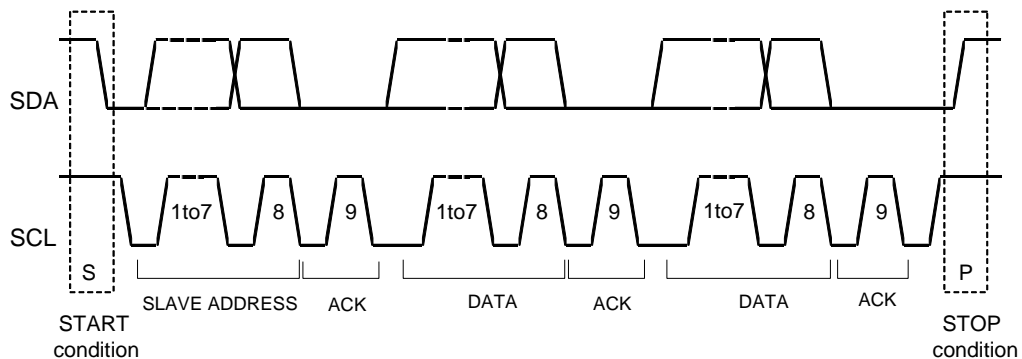 SDA
SCL
1to7 8 9 1to7 8 9 1to7 8 9
S P
SLAVE ADDRESS ACK DATA ACK DATA ACK
START
condition
STOP
condition